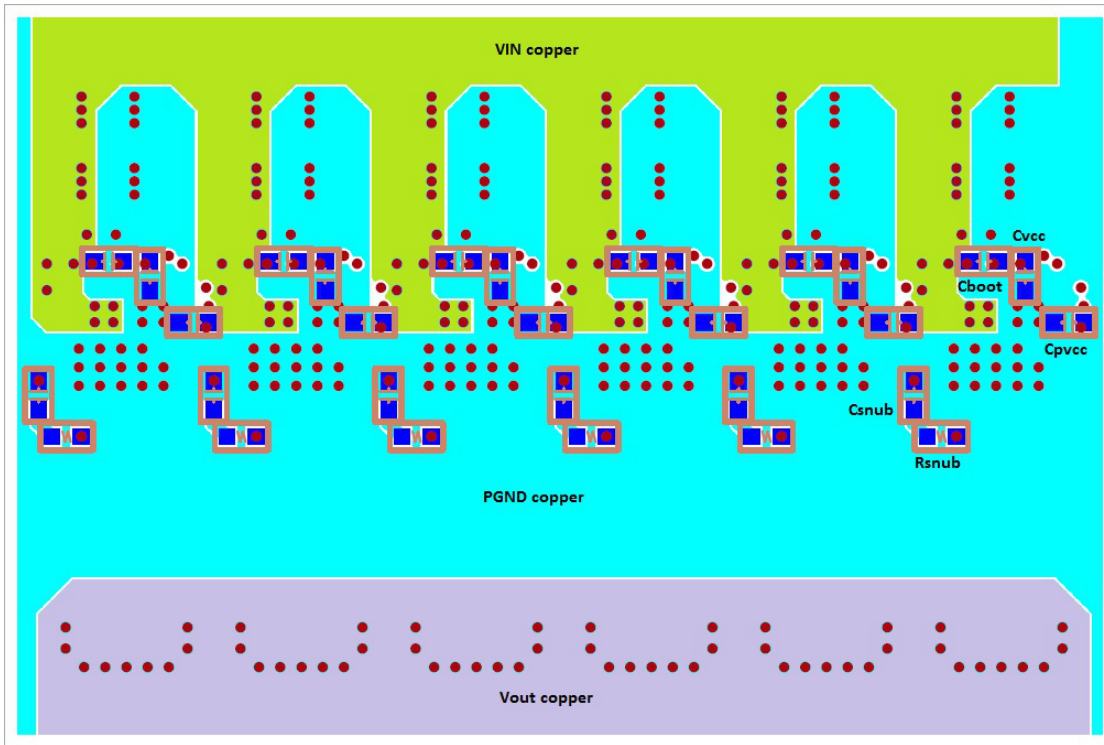 VIN copper
Cvcc
Cboot
Cpvcc
Csnub
Rsnub
PGND copper
Vout copper